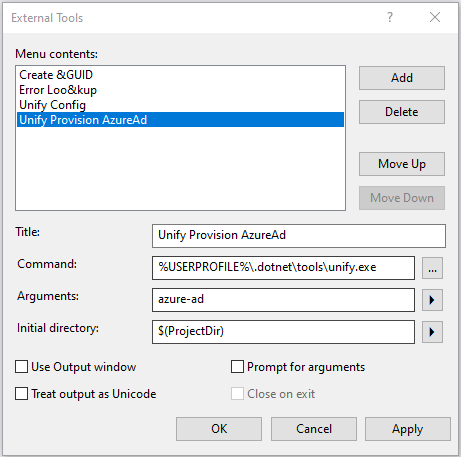 External Tools
Menu contents:
Create &GUID
Error Loo&kup
Unify Config
Unify Provision AzureAd
Add
Delete
Move Up
Move Down
Title: Unify Provision AzureAd
Command: %USERPROFILE%\.dotnet\tools\unify.exe ...
Arguments: azure-ad
Initial directory: $(ProjectDir)
Use Output window Prompt for arguments
Treat output as Unicode Close on exit
OK Cancel Apply